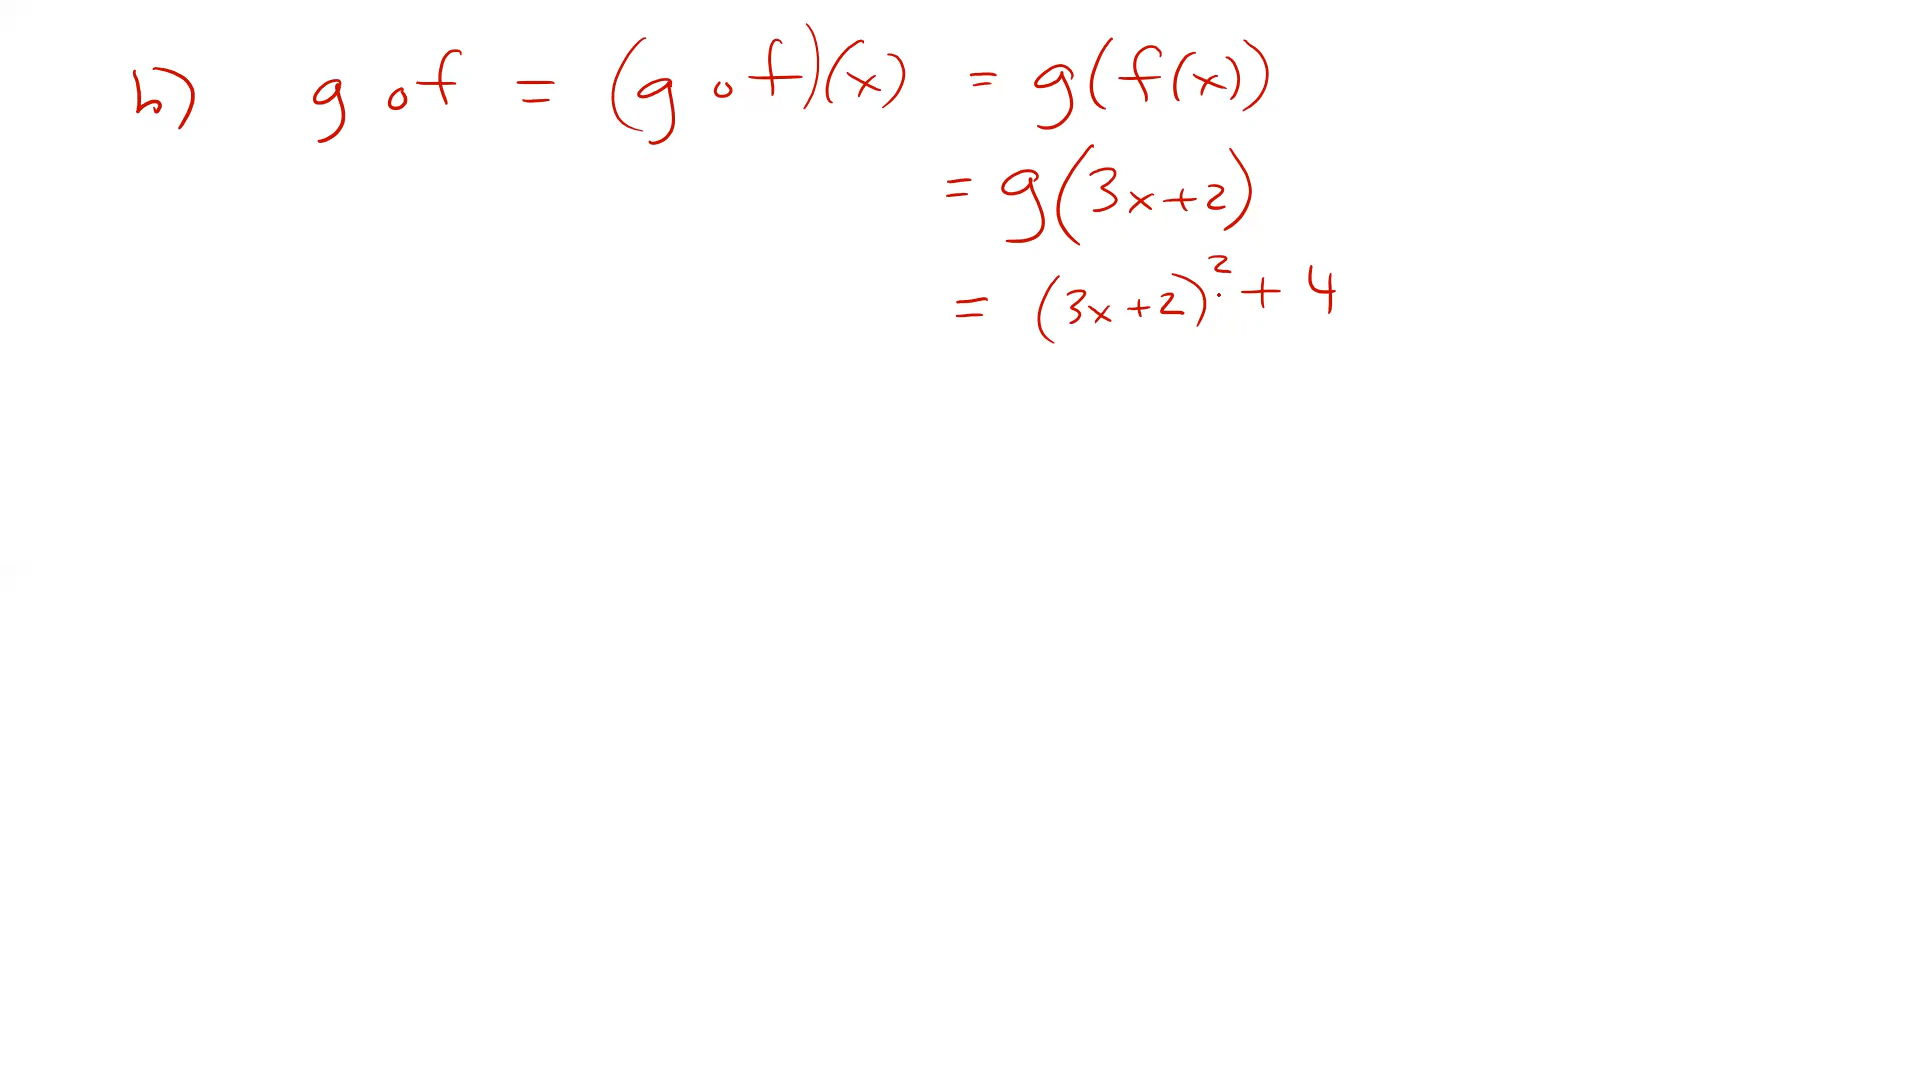 b) g ∘ f = (g ∘ f)(x) = g(f(x))
= g(3x+2)
= (3x+2)² + 4